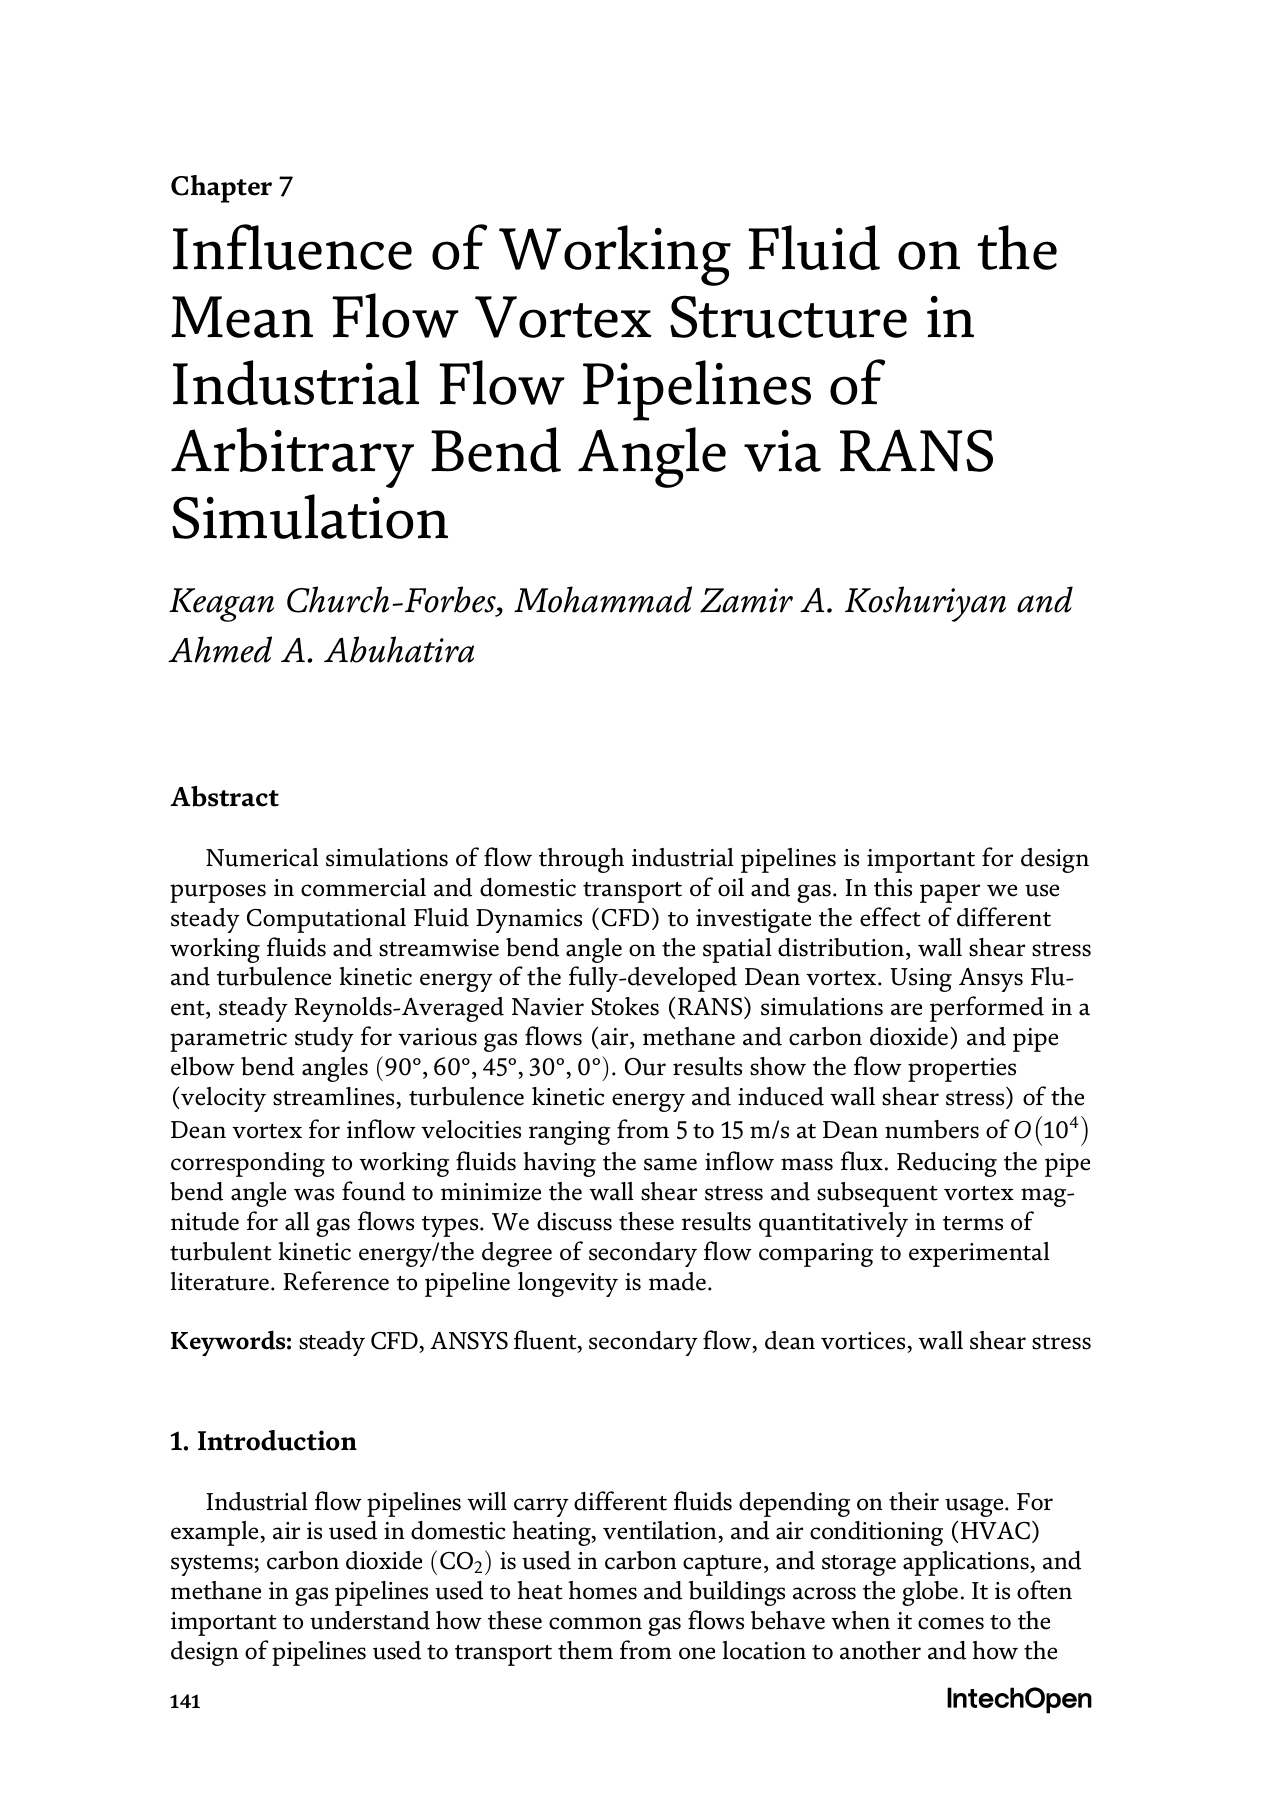 Chapter 7
Influence of Working Fluid on the
Mean Flow Vortex Structure in
Industrial Flow Pipelines of
Arbitrary Bend Angle via RANS
Simulation
Keagan Church-Forbes, Mohammad Zamir A. Koshuriyan and
Ahmed A. Abuhatira
Abstract
Numerical simulations of flow through industrial pipelines is important for design
purposes in commercial and domestic transport of oil and gas. In this paper we use
steady Computational Fluid Dynamics (CFD) to investigate the effect of different
working fluids and streamwise bend angle on the spatial distribution, wall shear stress
and turbulence kinetic energy of the fully-developed Dean vortex. Using Ansys Flu-
ent, steady Reynolds-Averaged Navier Stokes (RANS) simulations are performed in a
parametric study for various gas flows (air, methane and carbon dioxide) and pipe
elbow bend angles (90°, 60°, 45°, 30°, 0°). Our results show the flow properties
(velocity streamlines, turbulence kinetic energy and induced wall shear stress) of the
Dean vortex for inflow velocities ranging from 5 to 15 m/s at Dean numbers of O(10⁴)
corresponding to working fluids having the same inflow mass flux. Reducing the pipe
bend angle was found to minimize the wall shear stress and subsequent vortex mag-
nitude for all gas flows types. We discuss these results quantitatively in terms of
turbulent kinetic energy/the degree of secondary flow comparing to experimental
literature. Reference to pipeline longevity is made.
Keywords: steady CFD, ANSYS fluent, secondary flow, dean vortices, wall shear stress
1. Introduction
Industrial flow pipelines will carry different fluids depending on their usage. For
example, air is used in domestic heating, ventilation, and air conditioning (HVAC)
systems; carbon dioxide (CO₂) is used in carbon capture, and storage applications, and
methane in gas pipelines used to heat homes and buildings across the globe. It is often
important to understand how these common gas flows behave when it comes to the
design of pipelines used to transport them from one location to another and how the
141 IntechOpen